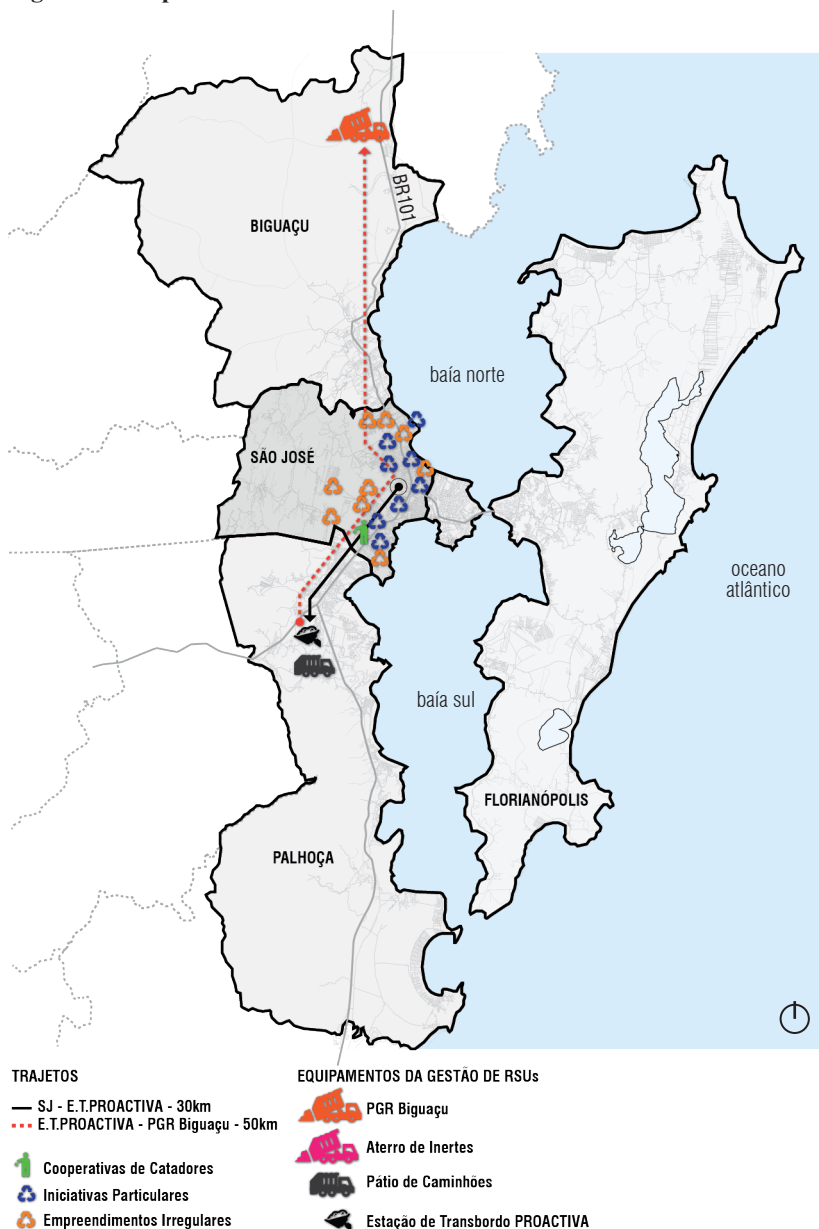 BR101
BIGUAÇU
baía norte
SÃO JOSÉ
oceano
atlântico
baía sul
FLORIANÓPOLIS
PALHOÇA
TRAJETOS
SJ - E.T.PROACTIVA - 30km
E.T.PROACTIVA - PGR Biguaçu - 50km
Cooperativas de Catadores
Iniciativas Particulares
Empreendimentos Irregulares
EQUIPAMENTOS DA GESTÃO DE RSUs
PGR Biguaçu
Aterro de Inertes
Pátio de Caminhões
Estação de Transbordo PROACTIVA